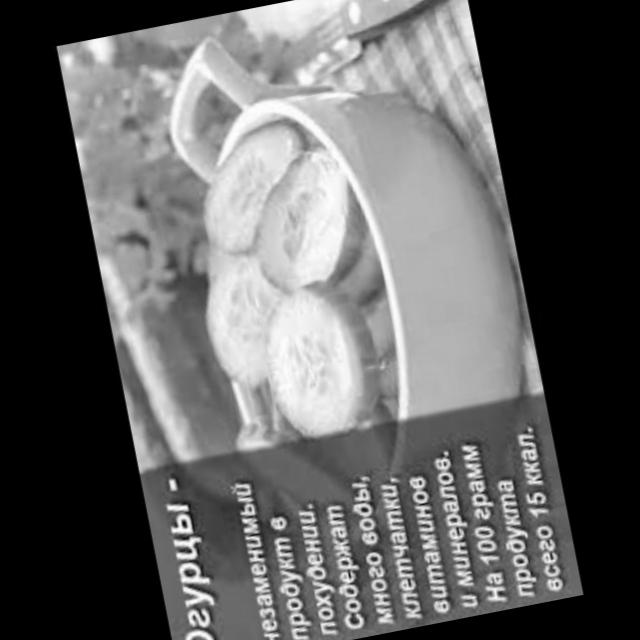 Огурцы -
незаменимый
продукт в
похудении.
Содержат
много воды,
клетчатки,
витаминов
и минералов.
На 100 грамм
продукта
всего 15 ккал.